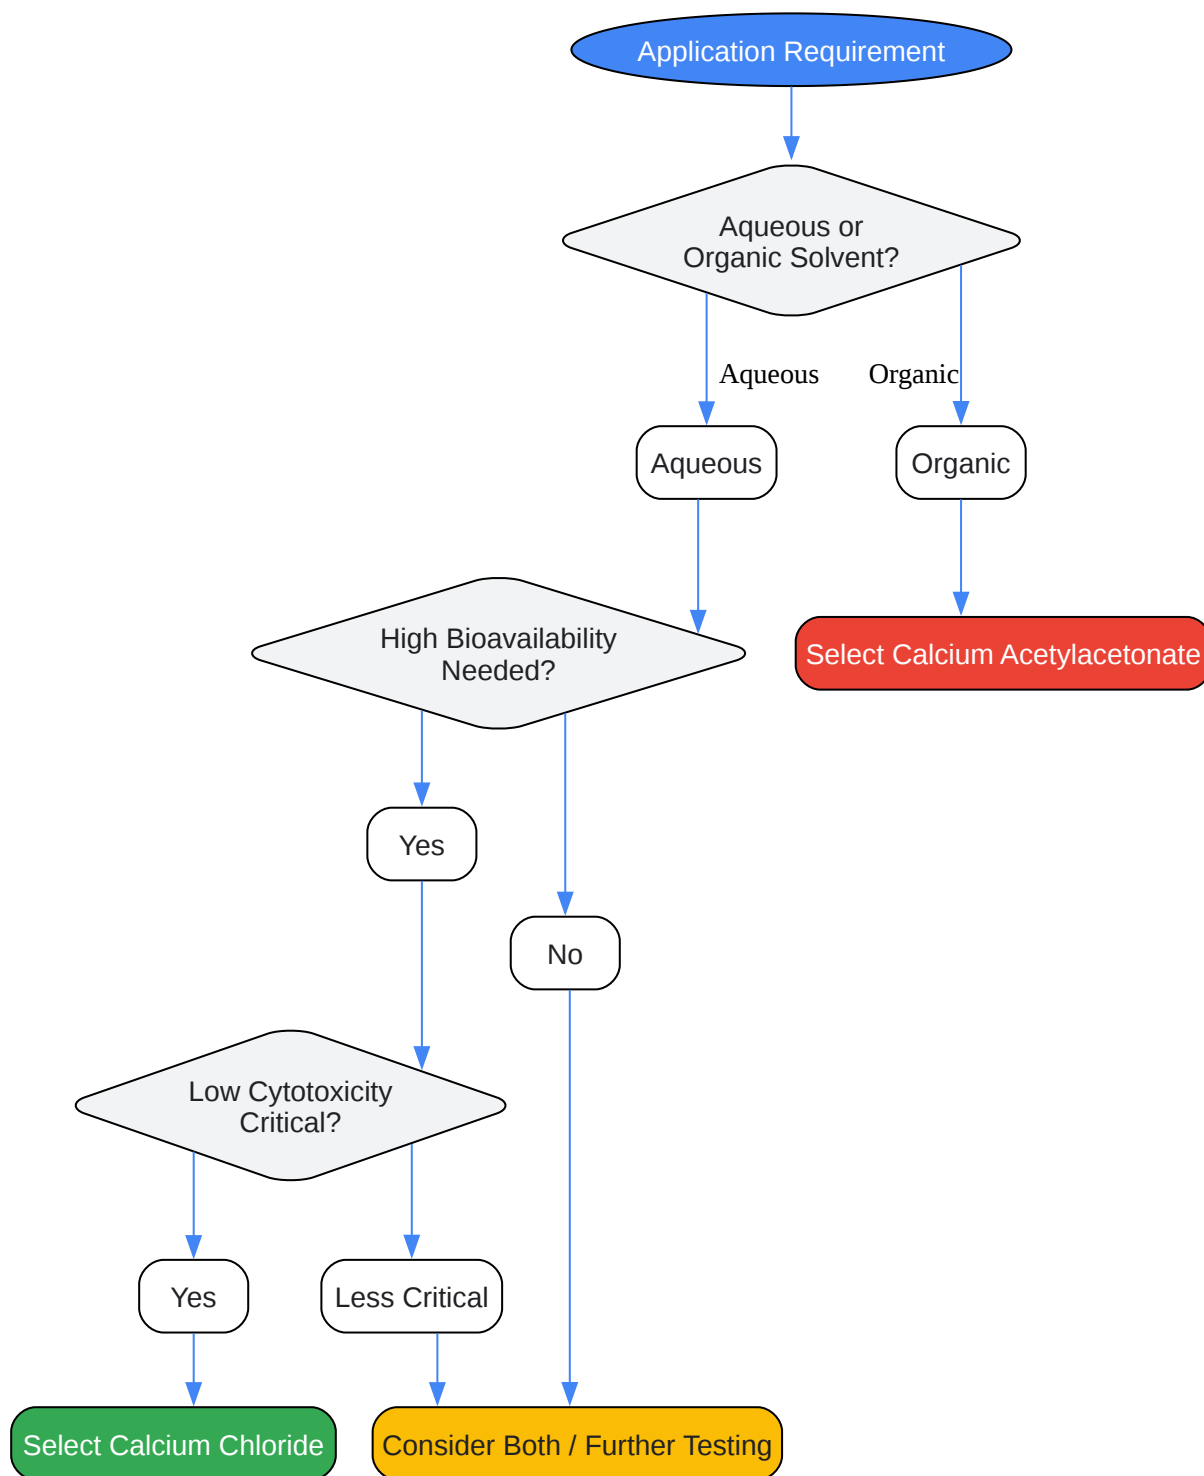 Application Requirement
Aqueous or
Organic Solvent?
Aqueous
Organic
Aqueous
Organic
High Bioavailability
Needed?
Select Calcium Acetylacetonate
Yes
No
Low Cytotoxicity
Critical?
Yes
Less Critical
Select Calcium Chloride
Consider Both / Further Testing